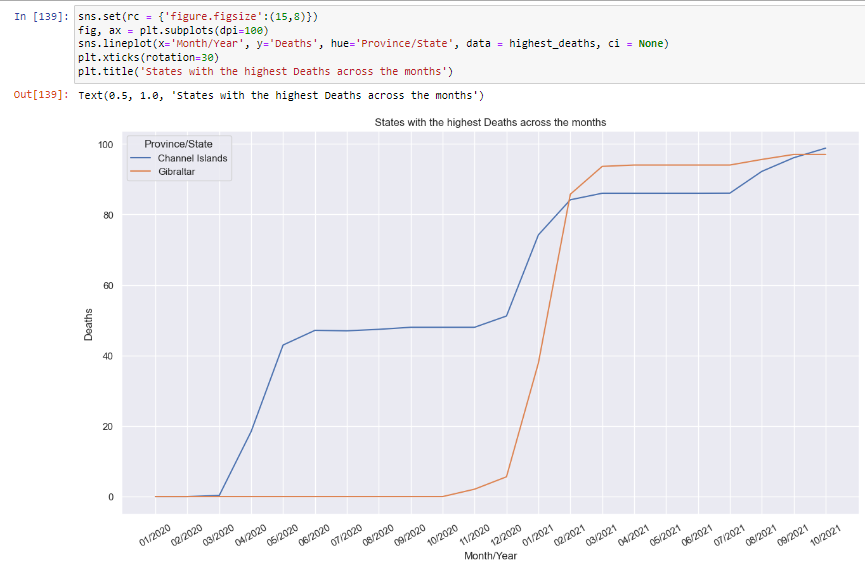 In [139]: sns.set(rc = {'figure.figsize':(15,8)})
fig, ax = plt.subplots(dpi=100)
sns.lineplot(x='Month/Year', y='Deaths', hue='Province/State', data = highest_deaths, ci = None)
plt.xticks(rotation=30)
plt.title('States with the highest Deaths across the months')
Out[139]: Text(0.5, 1.0, 'States with the highest Deaths across the months')
States with the highest Deaths across the months
Province/State
Channel Islands
Gibraltar
100
80
60
40
20
0
Deaths
01/2020 02/2020 03/2020 04/2020 05/2020 06/2020 07/2020 08/2020 09/2020 10/2020 11/2020 12/2020 01/2021 02/2021 03/2021 04/2021 05/2021 06/2021 07/2021 08/2021 09/2021 10/2021
Month/Year